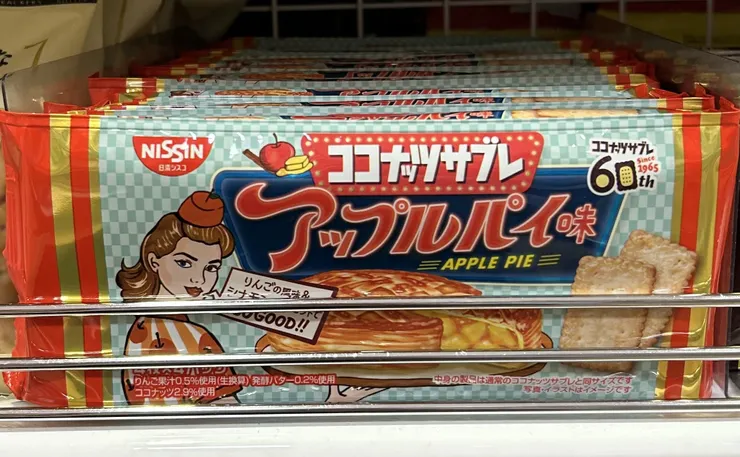 NISSIN
日清シスコ
ココナッツサブレ
アップルパイ味
APPLE PIE
ココナッツサブレ
60th
Since 1965
りんごの風味&
シナモン
GOOD!!
りんご果汁0.5%使用(生換算) 発酵バター0.2%使用
ココナッツ2.9%使用
中身の製品は通常のココナッツサブレと同サイズです
写真・イラストはイメージです